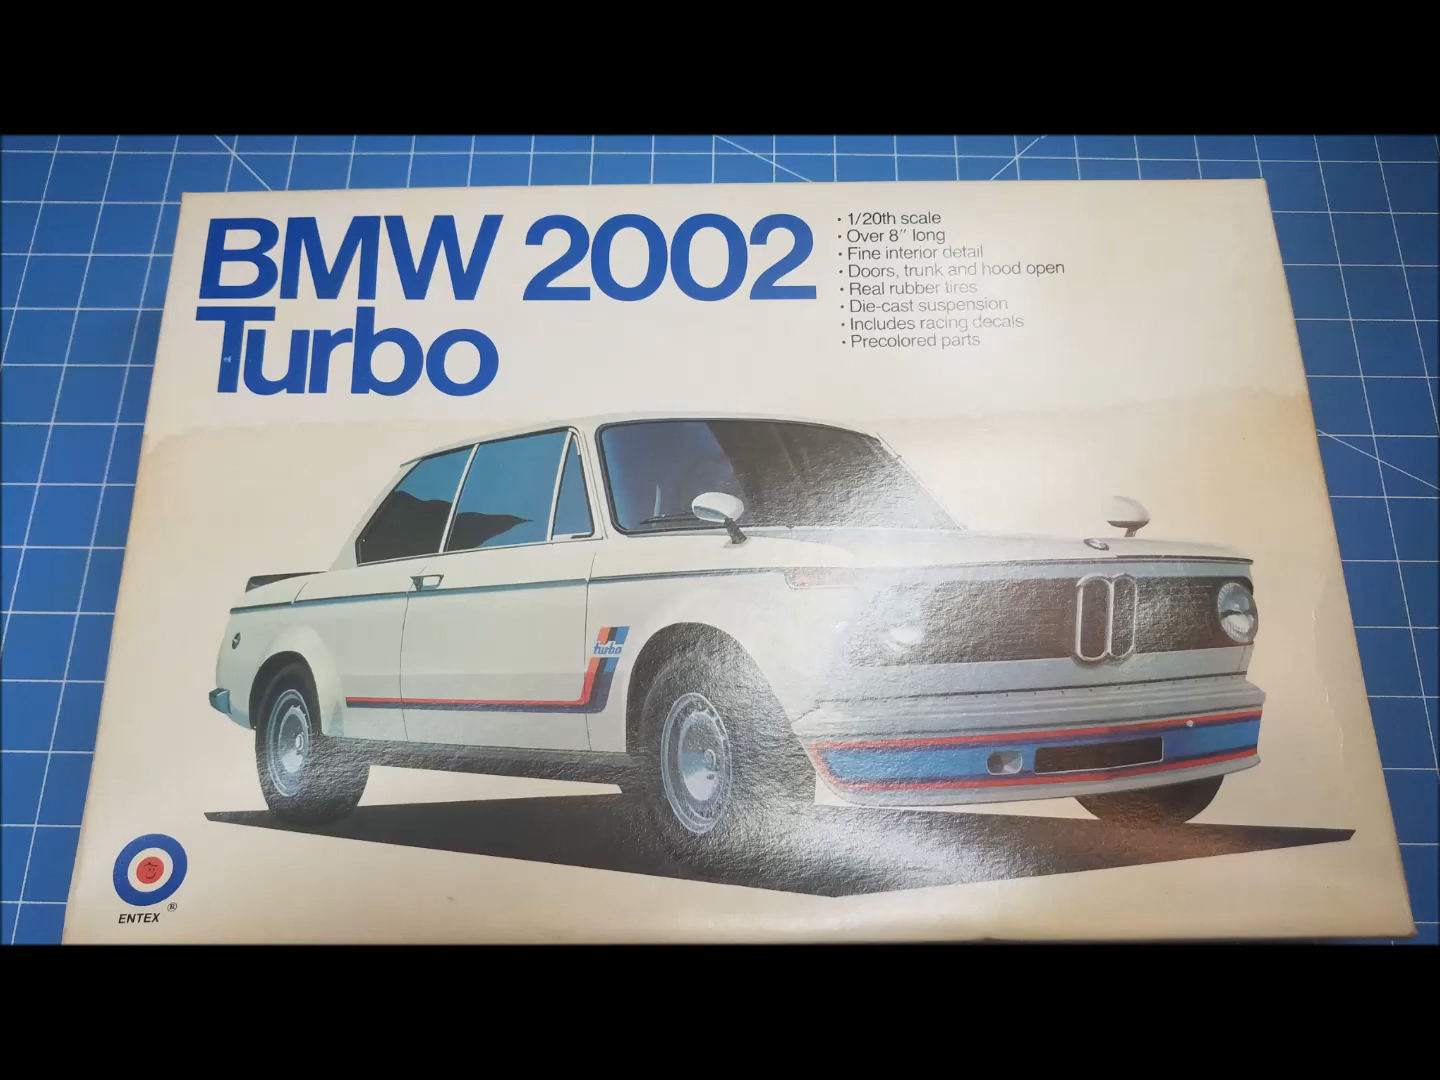 BMW 2002
Turbo
• 1/20th scale
• Over 8" long
• Fine interior detail
• Doors, trunk and hood open
• Real rubber tires
• Die-cast suspension
• Includes racing decals
• Precolored parts
turbo
ENTEX ®